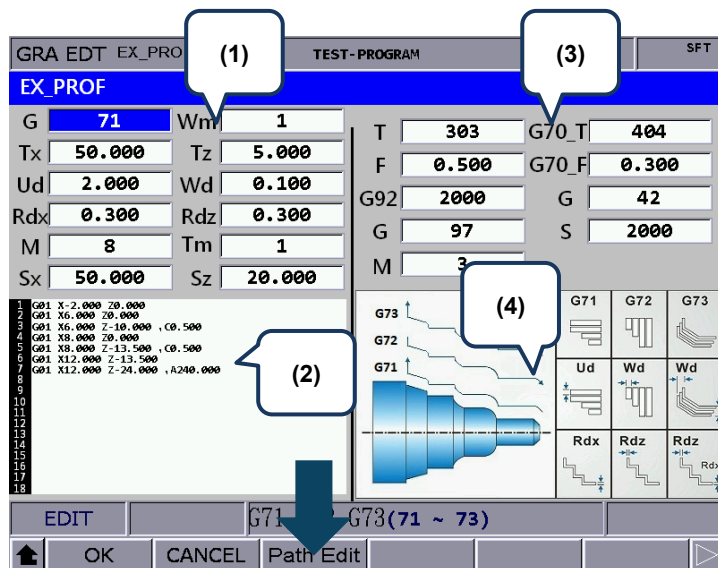 GRA EDT EX_PRO TEST-PROGRAM SFT
(1)
(3)
EX_PROF
G 71 Wm 1
Tx 50.000 Tz 5.000
Ud 2.000 Wd 0.100
Rdx 0.300 Rdz 0.300
M 8 Tm 1
Sx 50.000 Sz 20.000
T 303 G70_T 404
F 0.500 G70_F 0.300
G92 2000 G 42
G 97 S 2000
M 3
1 G01 X-2.000 Z0.000
2 G01 X6.000 Z0.000
3 G01 X6.000 Z-10.000 ,C0.500
4 G01 X8.000 Z0.000
5 G01 X8.000 Z-13.500 ,C0.500
6 G01 X12.000 Z-13.500
7 G01 X12.000 Z-24.000 ,A240.000
8
9
10
11
12
13
14
15
16
17
18
(2)
(4)
G73
G72
G71
G71 G72 G73
Ud Wd Wd
Rdx Rdz Rdz
Rdx
EDIT G71 G73(71 ~ 73)
OK CANCEL Path Edit